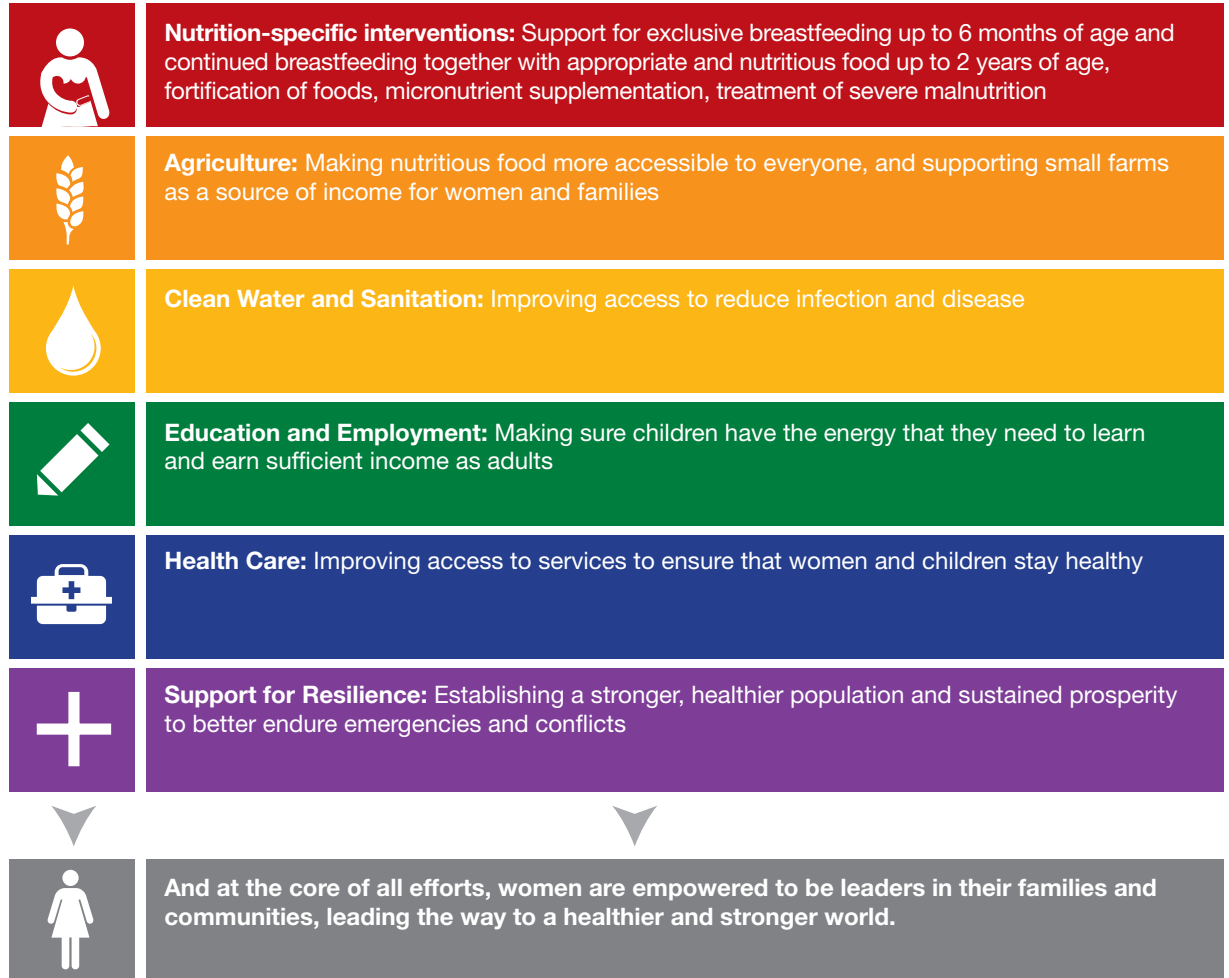 Nutrition-specific interventions: Support for exclusive breastfeeding up to 6 months of age and
continued breastfeeding together with appropriate and nutritious food up to 2 years of age,
fortification of foods, micronutrient supplementation, treatment of severe malnutrition
Agriculture: Making nutritious food more accessible to everyone, and supporting small farms
as a source of income for women and families
Clean Water and Sanitation: Improving access to reduce infection and disease
Education and Employment: Making sure children have the energy that they need to learn
and earn sufficient income as adults
Health Care: Improving access to services to ensure that women and children stay healthy
Support for Resilience: Establishing a stronger, healthier population and sustained prosperity
to better endure emergencies and conflicts
And at the core of all efforts, women are empowered to be leaders in their families and
communities, leading the way to a healthier and stronger world.